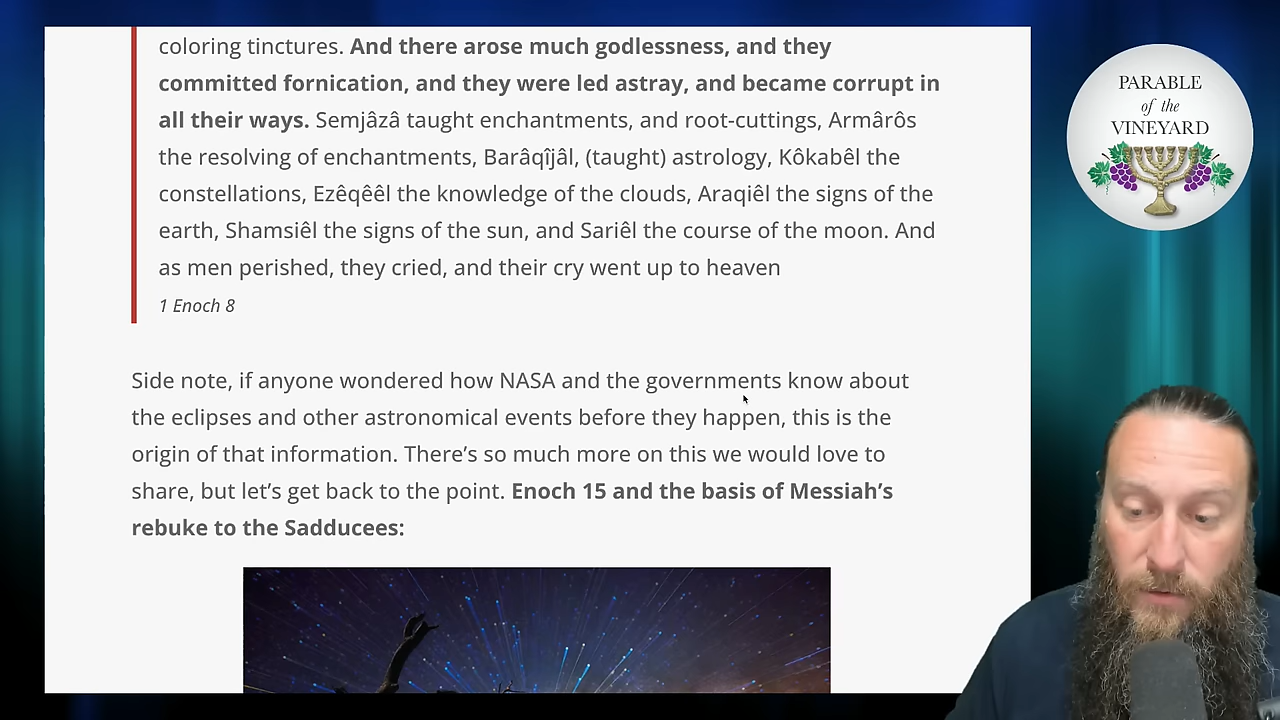 coloring tinctures. And there arose much godlessness, and they
committed fornication, and they were led astray, and became corrupt in
all their ways. Semjâzâ taught enchantments, and root-cuttings, Armârôs
the resolving of enchantments, Barâqîjâl, (taught) astrology, Kôkabêl the
constellations, Ezêqêêl the knowledge of the clouds, Araqiêl the signs of the
earth, Shamsiêl the signs of the sun, and Sariêl the course of the moon. And
as men perished, they cried, and their cry went up to heaven
1 Enoch 8
Side note, if anyone wondered how NASA and the governments know about
the eclipses and other astronomical events before they happen, this is the
origin of that information. There’s so much more on this we would love to
share, but let’s get back to the point. Enoch 15 and the basis of Messiah’s
rebuke to the Sadducees:
PARABLE
of the
VINEYARD